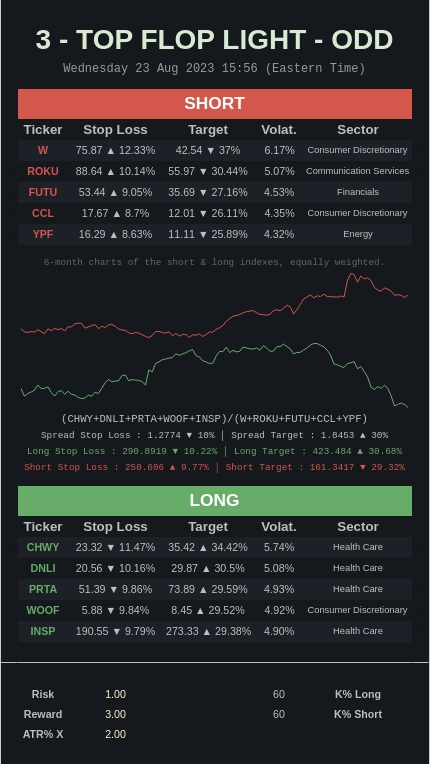 3 - TOP FLOP LIGHT - ODD
Wednesday 23 Aug 2023 15:56 (Eastern Time)
SHORT
Ticker Stop Loss Target Volat. Sector
W 75.87 ▲ 12.33% 42.54 ▼ 37% 6.17% Consumer Discretionary
ROKU 88.64 ▲ 10.14% 55.97 ▼ 30.44% 5.07% Communication Services
FUTU 53.44 ▲ 9.05% 35.69 ▼ 27.16% 4.53% Financials
CCL 17.67 ▲ 8.7% 12.01 ▼ 26.11% 4.35% Consumer Discretionary
YPF 16.29 ▲ 8.63% 11.11 ▼ 25.89% 4.32% Energy
6-month charts of the short & long indexes, equally weighted.
(CHWY+DNLI+PRTA+WOOF+INSP)/(W+ROKU+FUTU+CCL+YPF)
Spread Stop Loss : 1.2774 ▼ 10% | Spread Target : 1.8453 ▲ 30%
Long Stop Loss : 290.8919 ▼ 10.22% | Long Target : 423.484 ▲ 30.68%
Short Stop Loss : 250.606 ▲ 9.77% | Short Target : 161.3417 ▼ 29.32%
LONG
Ticker Stop Loss Target Volat. Sector
CHWY 23.32 ▼ 11.47% 35.42 ▲ 34.42% 5.74% Health Care
DNLI 20.56 ▼ 10.16% 29.87 ▲ 30.5% 5.08% Health Care
PRTA 51.39 ▼ 9.86% 73.89 ▲ 29.59% 4.93% Health Care
WOOF 5.88 ▼ 9.84% 8.45 ▲ 29.52% 4.92% Consumer Discretionary
INSP 190.55 ▼ 9.79% 273.33 ▲ 29.38% 4.90% Health Care
Risk 1.00 60 K% Long
Reward 3.00 60 K% Short
ATR% X 2.00